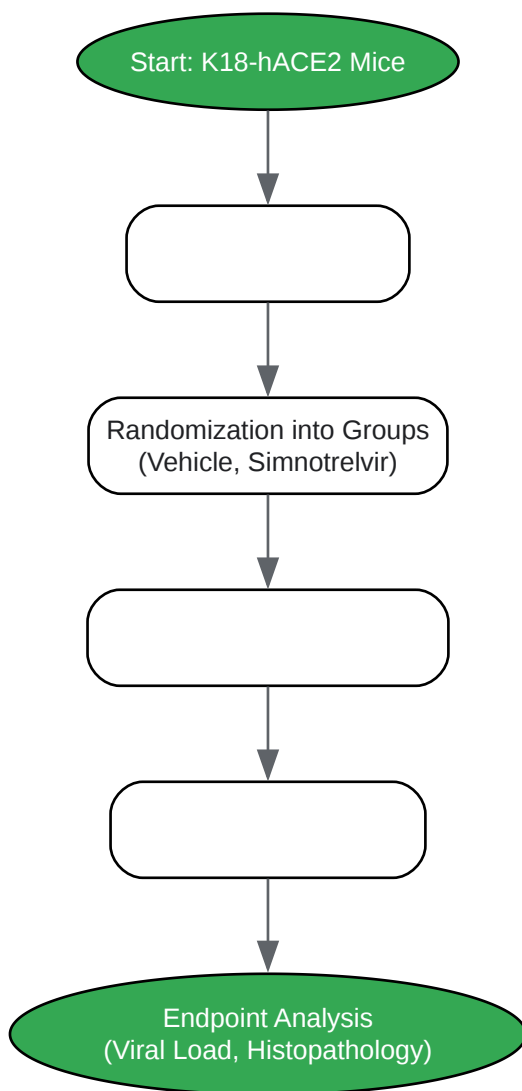 Start: K18-hACE2 Mice
Randomization into Groups
(Vehicle, Simnotrelvir)
Endpoint Analysis
(Viral Load, Histopathology)